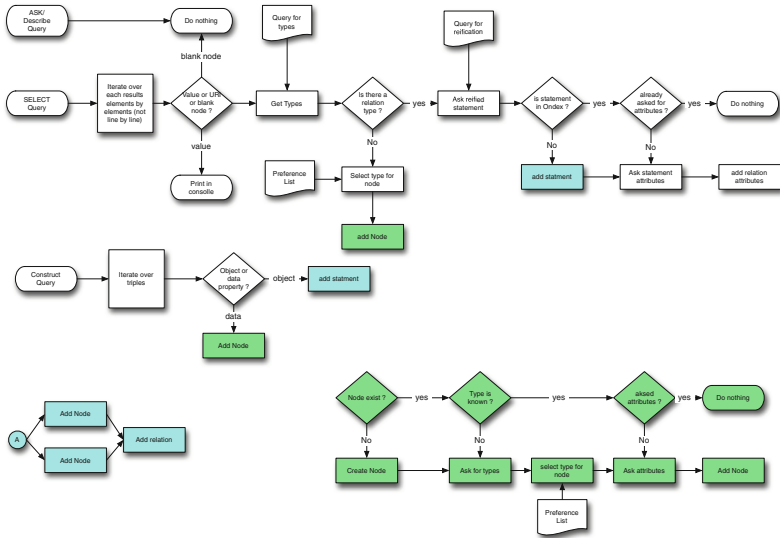 ASK/
Describe
Query
Do nothing
Query for
types
Query for
reification
blank node
SELECT
Query
Iterate over
each results
elements by
elements (not
line by line)
Value or URI
or blank
node ?
Get Types
Is there a
relation
type ?
yes
Ask reified
statement
is statement
in Ondex ?
yes
already
asked for
attributes ?
yes
Do nothing
value
No
No
No
Print in
consolle
Preference
List
Select type for
node
add statment
Ask statement
attributes
add relation
attributes
add Node
Construct
Query
Iterate over
triples
Object or
data
property ?
object
add statment
data
Add Node
Node exist ?
yes
Type is
known ?
yes
aksed
attributes ?
yes
Do nothing
A
Add Node
Add Node
Add relation
No
No
No
Create Node
Ask for types
select type for
node
Ask attributes
Add Node
Preference
List